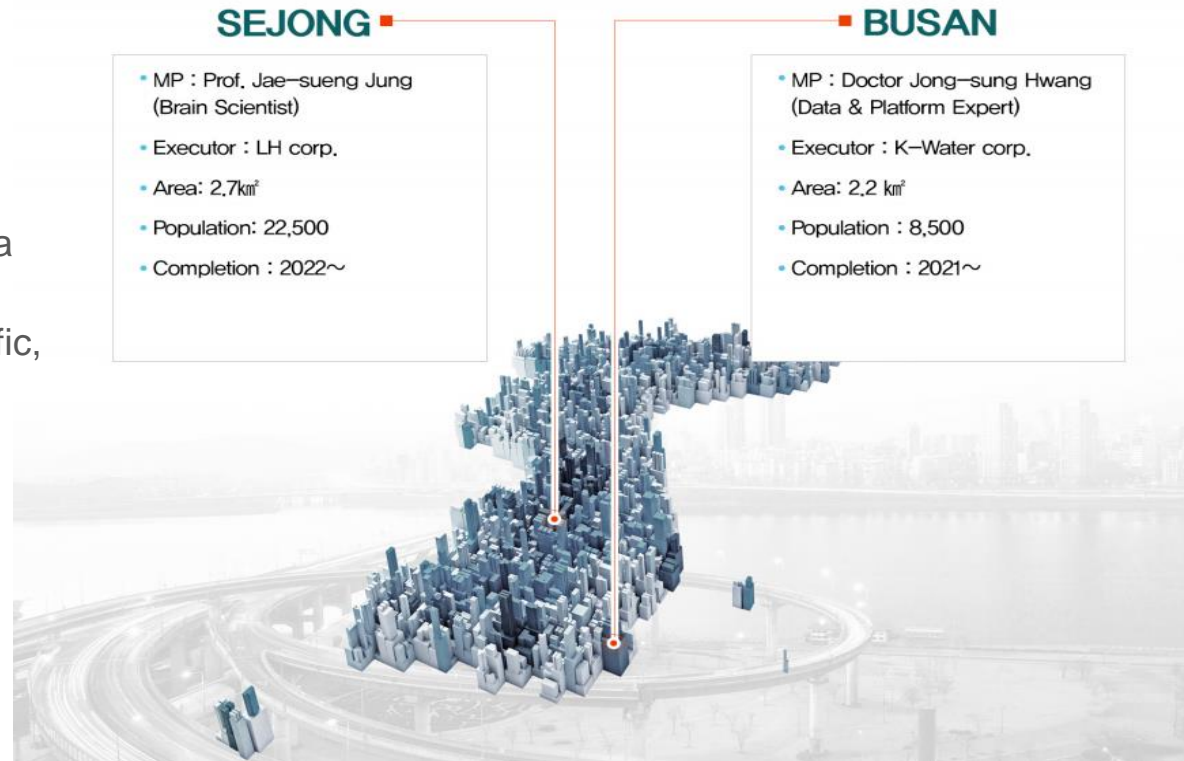 SEJONG
• MP : Prof. Jae-sueng Jung
(Brain Scientist)
• Executor : LH corp.
• Area: 2.7㎢
• Population: 22,500
• Completion : 2022~
BUSAN
• MP : Doctor Jong-sung Hwang
(Data & Platform Expert)
• Executor : K-Water corp.
• Area: 2.2 ㎢
• Population : 8,500
• Completion : 2021~
a
fic,